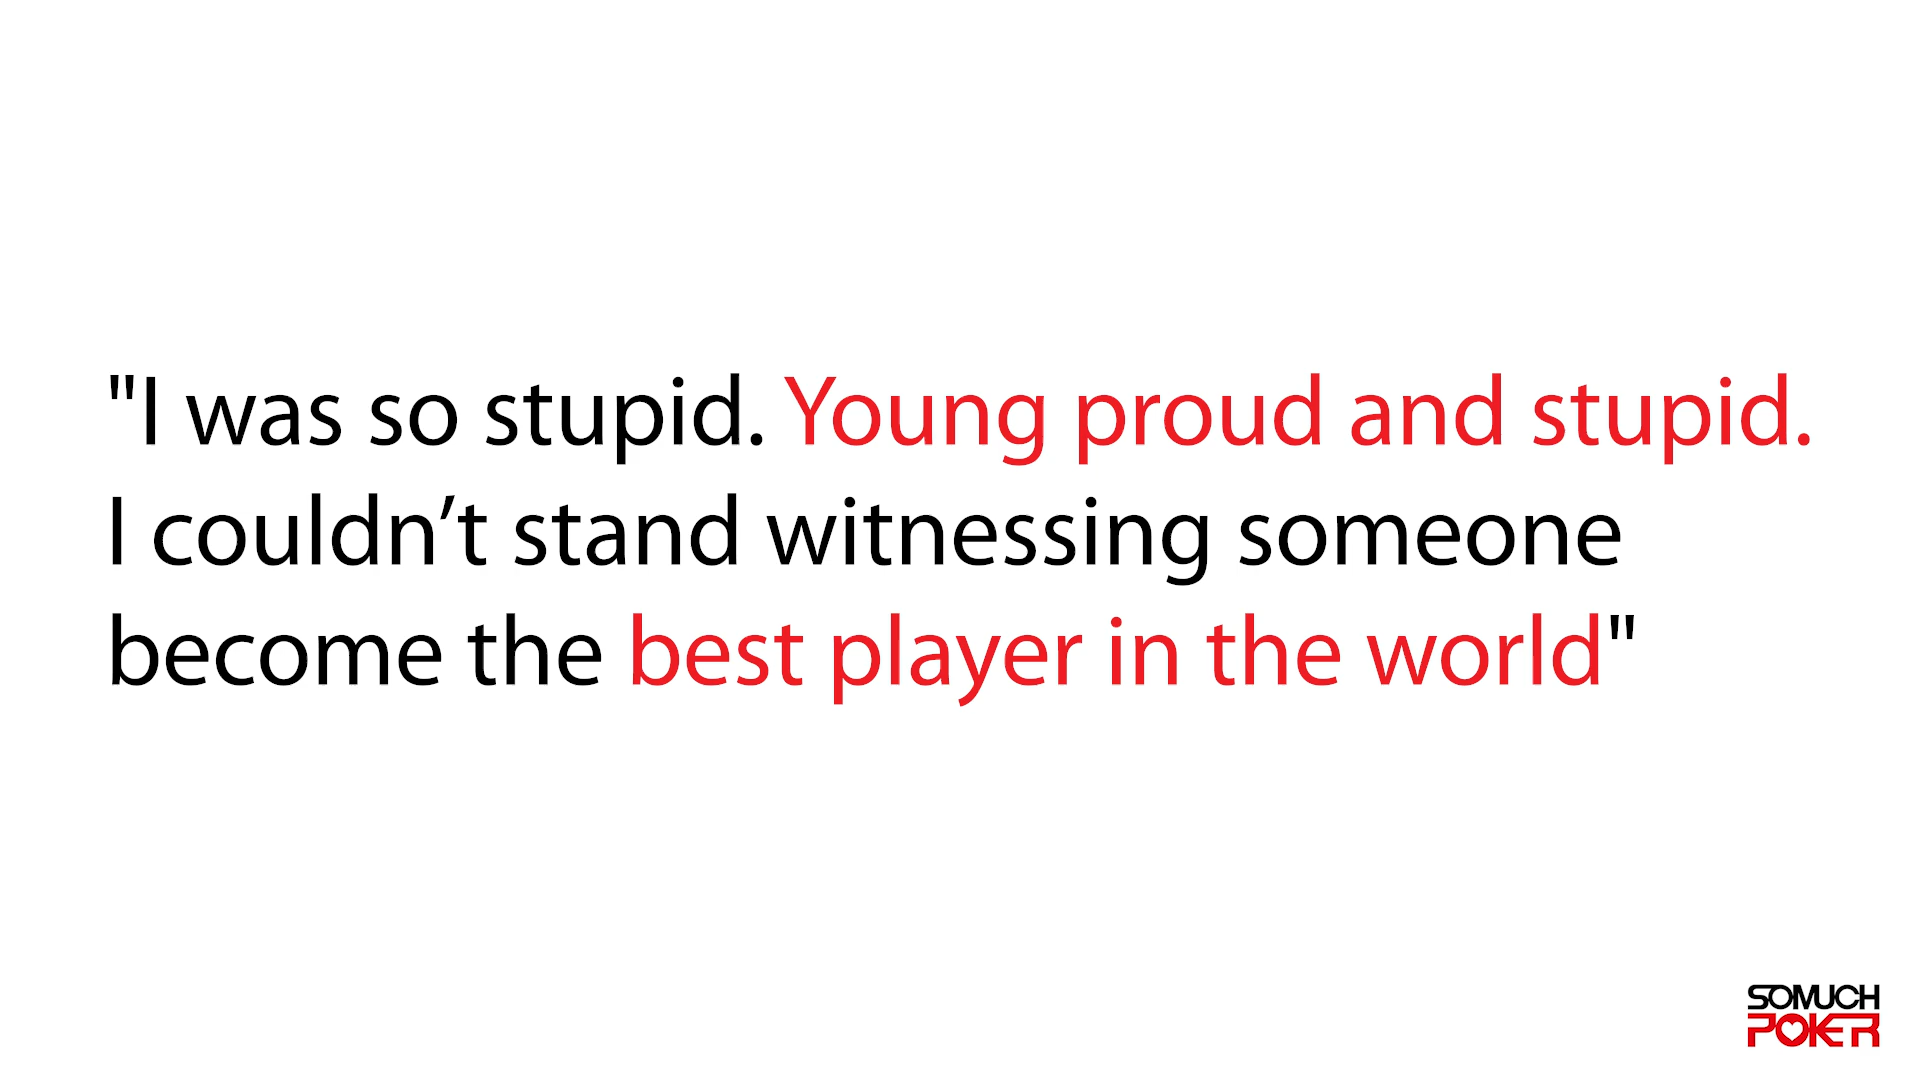 "I was so stupid. Young proud and stupid.
I couldn’t stand witnessing someone
become the best player in the world"
SOMUCH
POKER